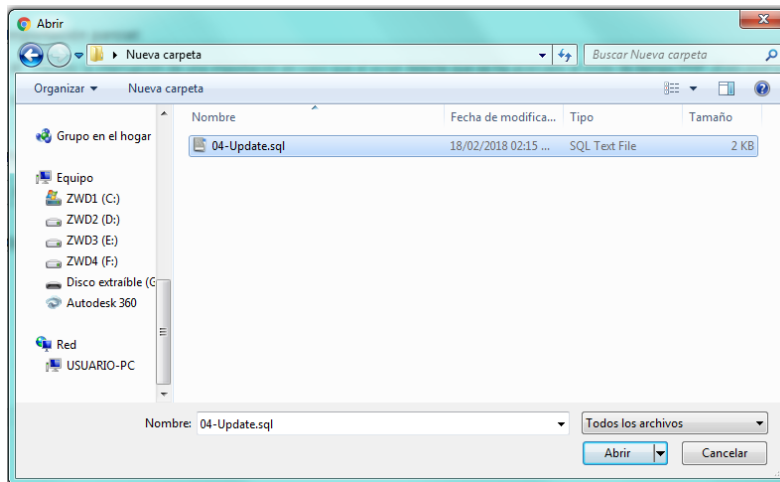 Abrir
Nueva carpeta
Buscar Nueva carpeta
Organizar
Nueva carpeta
Nombre
Fecha de modifica...
Tipo
Tamaño
04-Update.sql
18/02/2018 02:15 ...
SQL Text File
2 KB
Grupo en el hogar
Equipo
ZWD1 (C:)
ZWD2 (D:)
ZWD3 (E:)
ZWD4 (F:)
Disco extraíble (G
Autodesk 360
Red
USUARIO-PC
Nombre: 04-Update.sql
Todos los archivos
Abrir
Cancelar